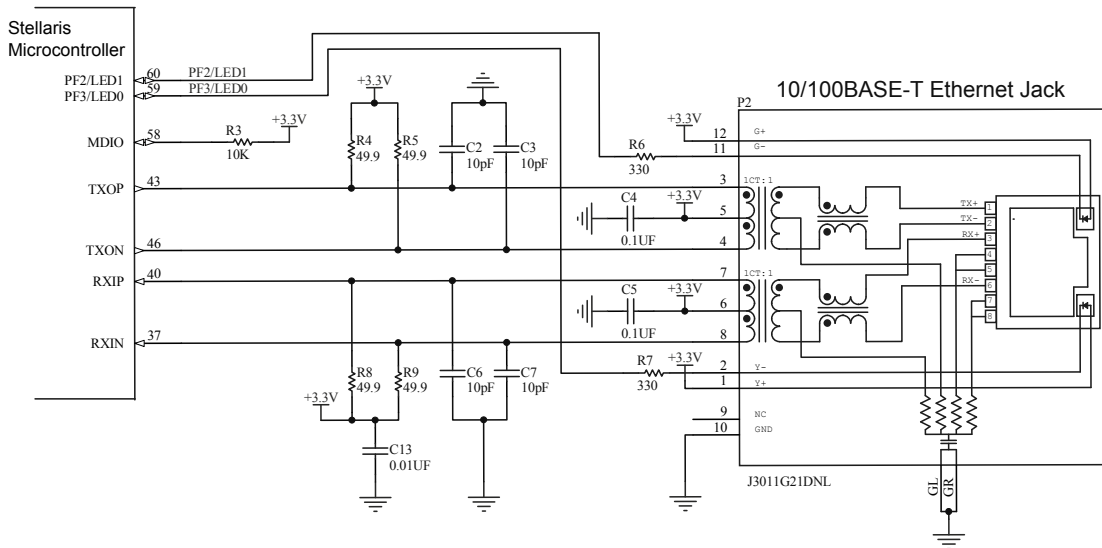 Stellaris
Microcontroller
PF2/LED1
60
PF2/LED1
PF3/LED0
59
PF3/LED0
MDIO
58
R3
10K
+3.3V
TXOP
43
TXON
46
RXIP
40
RXIN
37
+3.3V
R4
49.9
R5
49.9
C2
10pF
C3
10pF
R6
330
+3.3V
C4
0.1UF
+3.3V
C5
0.1UF
+3.3V
R7
330
+3.3V
R8
49.9
R9
49.9
C6
10pF
C7
10pF
+3.3V
C13
0.01UF
10/100BASE-T Ethernet Jack
P2
12
G+
11
G-
3
1CT:1
5
4
7
1CT:1
6
8
2
Y-
1
Y+
9
NC
10
GND
TX+
1
TX-
2
RX+
3
4
5
RX-
6
7
8
J3011G21DNL
GL
GR